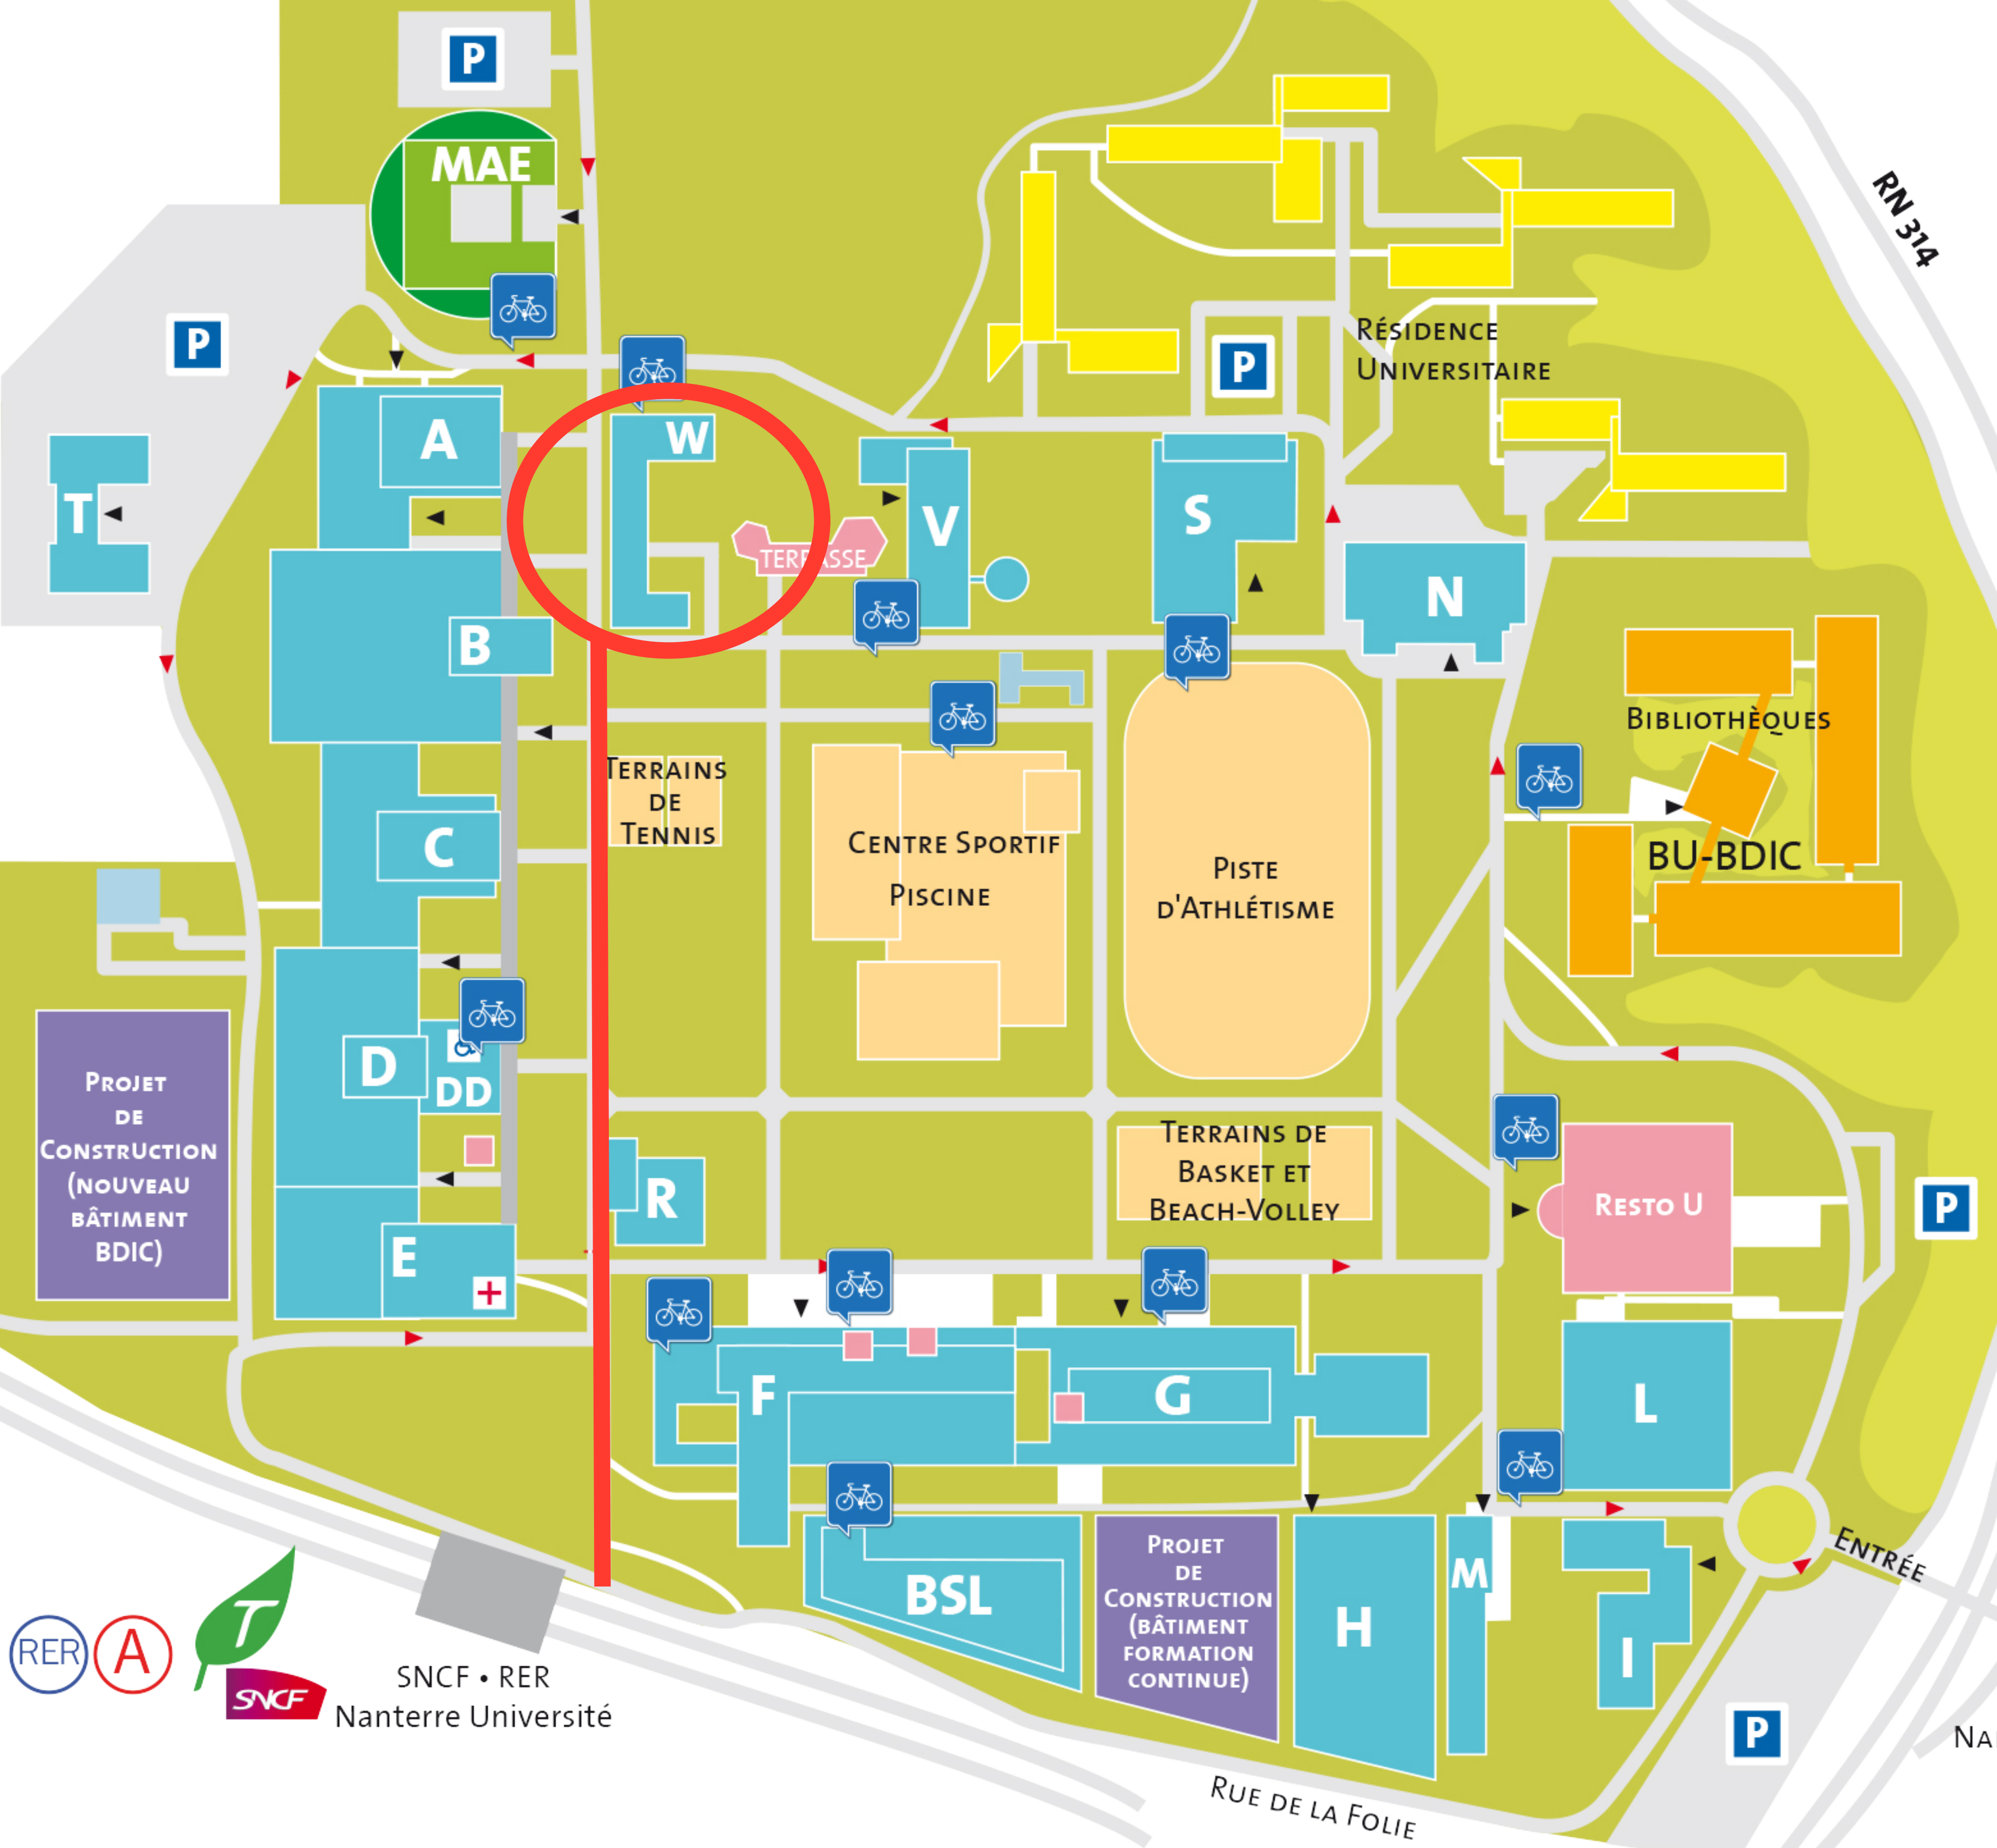 P
MAE
RN 314
P
RÉSIDENCE
UNIVERSITAIRE
P
A
W
T
V
S
TERRASSE
N
B
BIBLIOTHÈQUES
TERRAINS
DE
TENNIS
C
CENTRE SPORTIF
PISCINE
PISTE
D'ATHLÉTISME
BU-BDIC
D
DD
PROJET
DE
CONSTRUCTION
(NOUVEAU
BÂTIMENT
BDIC)
TERRAINS DE
BASKET ET
BEACH-VOLLEY
R
RESTO U
P
E
F
G
L
ENTRÉE
BSL
PROJET
DE
CONSTRUCTION
(BÂTIMENT
FORMATION
CONTINUE)
H
M
I
RER
A
T
SNCF
SNCF • RER
Nanterre Université
P
NA
RUE DE LA FOLIE